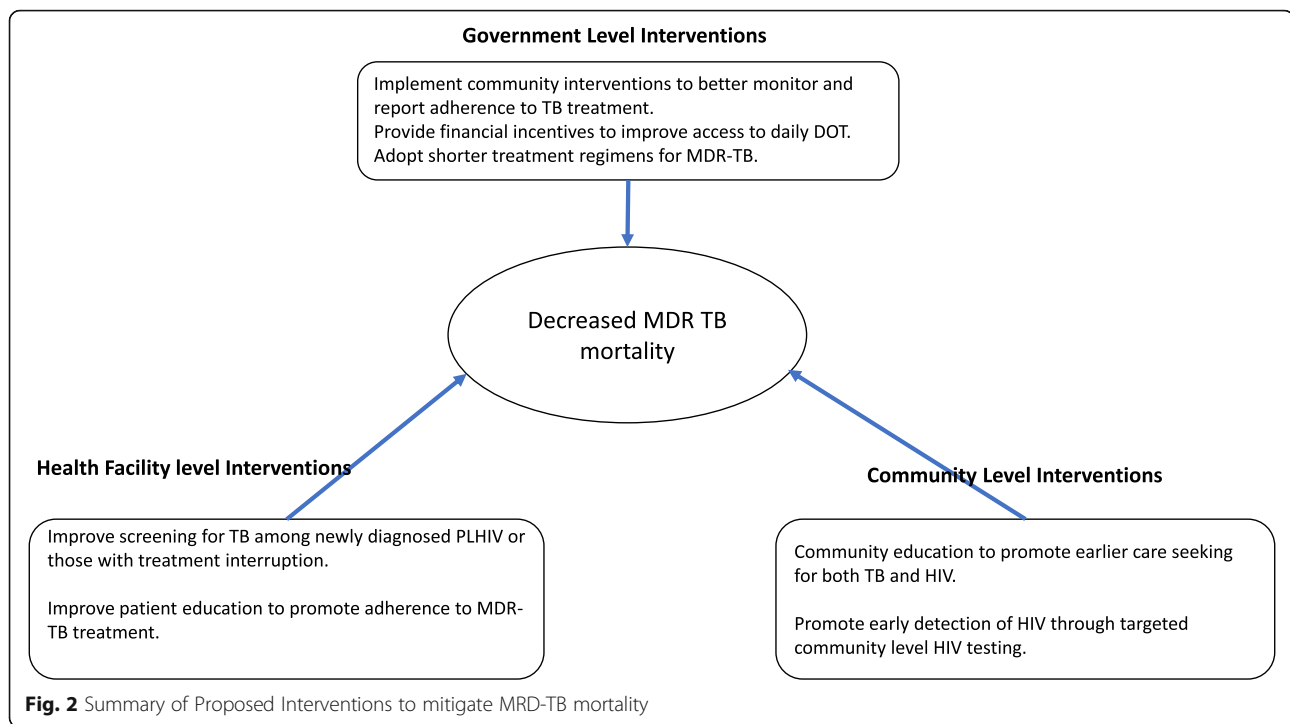 Government Level Interventions
Implement community interventions to better monitor and
report adherence to TB treatment.
Provide financial incentives to improve access to daily DOT.
Adopt shorter treatment regimens for MDR-TB.
Decreased MDR TB
mortality
Health Facility level Interventions
Improve screening for TB among newly diagnosed PLHIV or
those with treatment interruption.
Improve patient education to promote adherence to MDR-
TB treatment.
Community Level Interventions
Community education to promote earlier care seeking
for both TB and HIV.
Promote early detection of HIV through targeted
community level HIV testing.
Fig. 2 Summary of Proposed Interventions to mitigate MRD-TB mortality